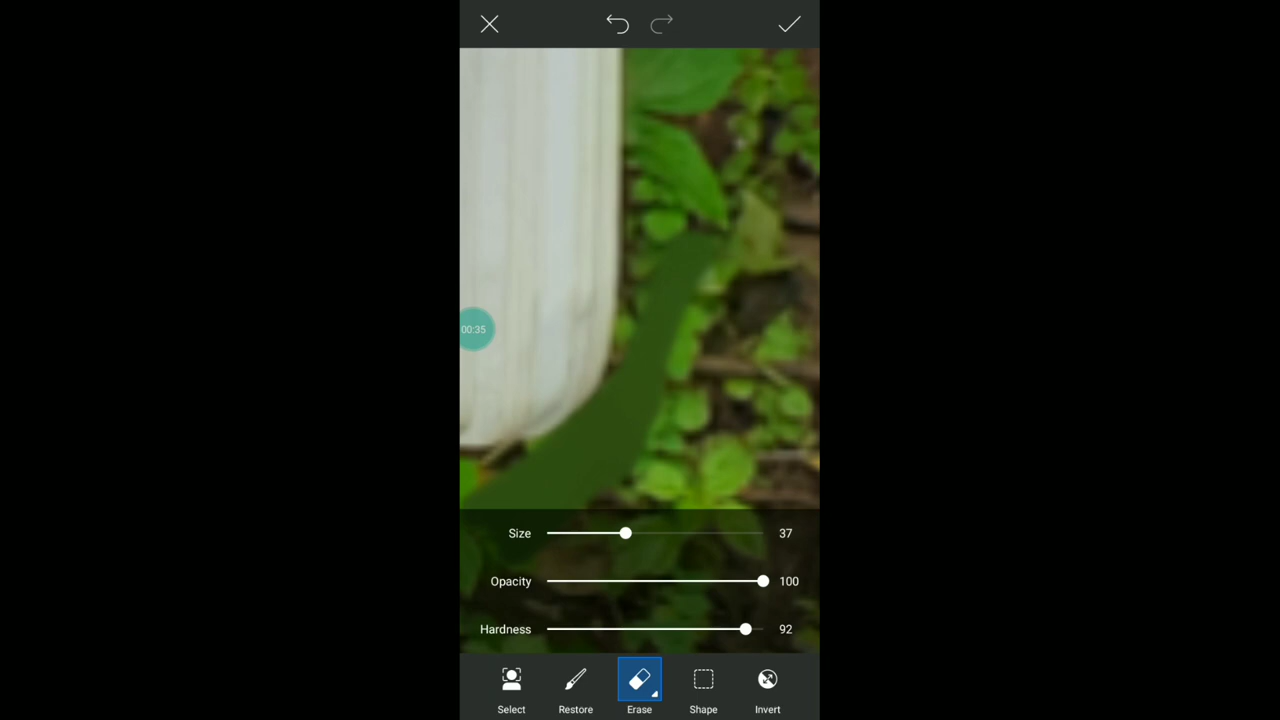 00:35
Size 37
Opacity 100
Hardness 92
Select Restore Erase Shape Invert